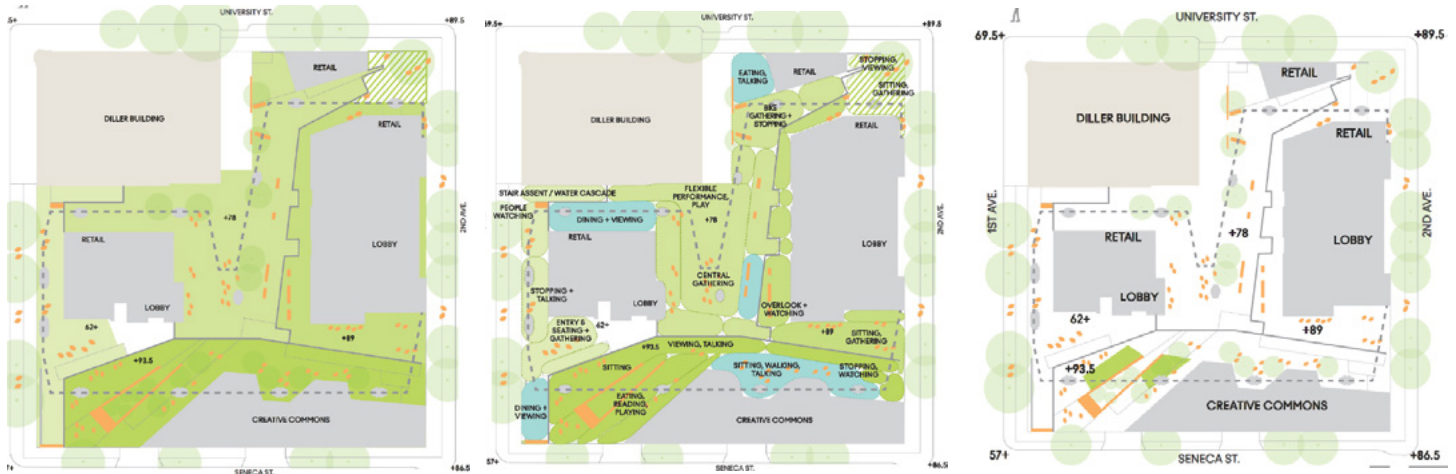 UNIVERSITY ST.
+89.5
RETAIL
DILLER BUILDING
RETAIL
+78
2ND AVE.
RETAIL
LOBBY
LOBBY
62+
+89
+93.5
CREATIVE COMMONS
7+
SENECA ST.
69.5+
UNIVERSITY ST.
+89.5
EATING,
TALKING
RETAIL
STOPPING,
VIEWING
SITTING,
GATHERING
GATHERING +
STOPPING
RETAIL
DILLER BUILDING
STAIR ASSENT / WATER CASCADE
FLEXIBLE
PERFORMANCE,
PLAY
PEOPLE
WATCHING
DINING + VIEWING
+78
2ND AVE.
RETAIL
LOBBY
STOPPING +
TALKING
CENTRAL
GATHERING
LOBBY
OVERLOOK +
WATCHING
ENTRY &
SEATING +
GATHERING
62+
+89
SITTING,
GATHERING
+93.5
VIEWING, TALKING
SITTING
SITTING, WALKING,
TALKING
STOPPING,
WATCHING
EATING,
READING,
PLAYING
DINING +
VIEWING
CREATIVE COMMONS
57+
SENECA ST.
+86.5
69.5+
UNIVERSITY ST.
+89.5
RETAIL
DILLER BUILDING
RETAIL
1ST AVE.
2ND AVE.
+78
RETAIL
LOBBY
LOBBY
62+
+89
+93.5
CREATIVE COMMONS
57+
SENECA ST.
+86.5